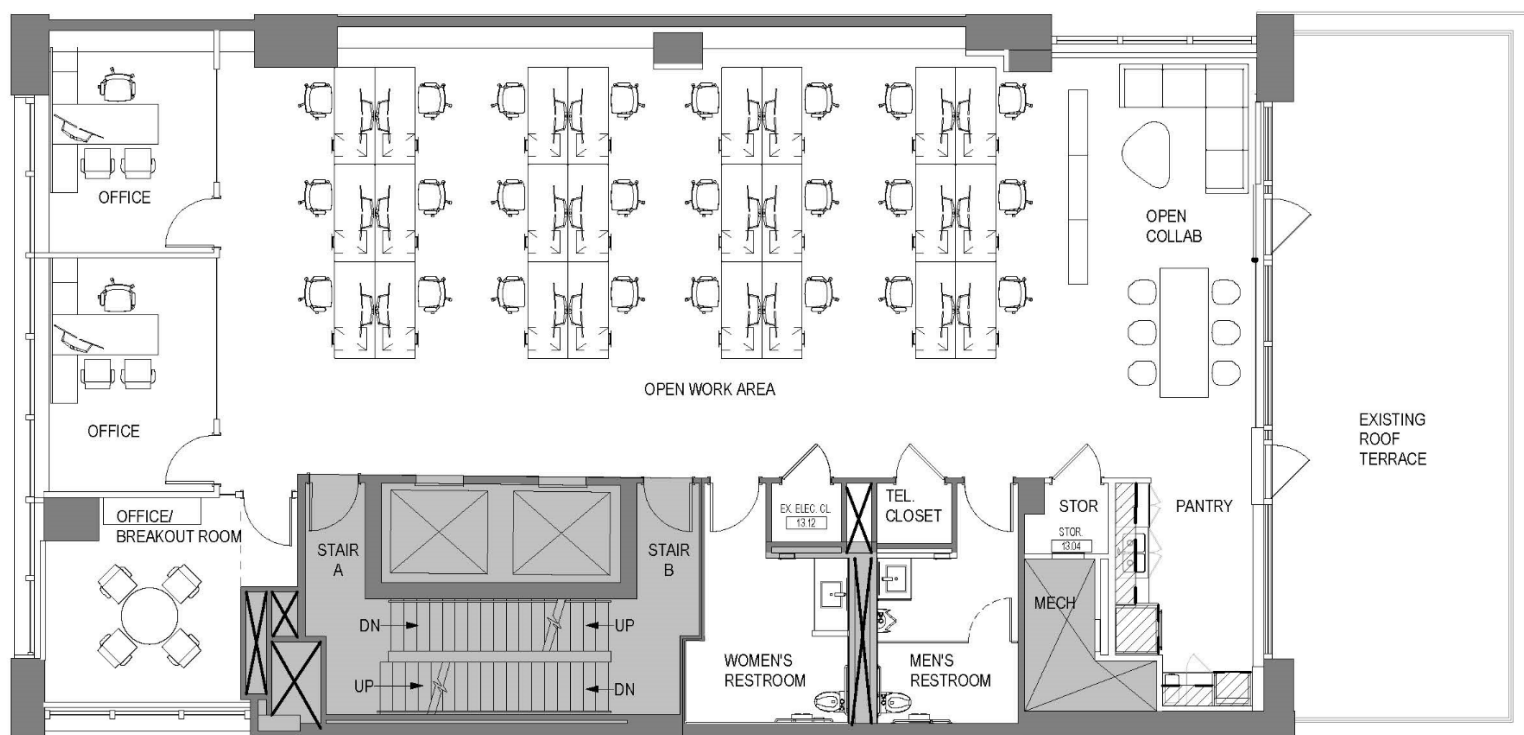 OFFICE
OPEN
COLLAB
OPEN WORK AREA
OFFICE
EXISTING
ROOF
TERRACE
OFFICE/
BREAKOUT ROOM
EX. ELEC. CL
13.12
TEL.
CLOSET
STOR
PANTRY
STOR.
13.04
STAIR
A
STAIR
B
MECH
DN
UP
WOMEN'S
RESTROOM
MEN'S
RESTROOM
UP
DN